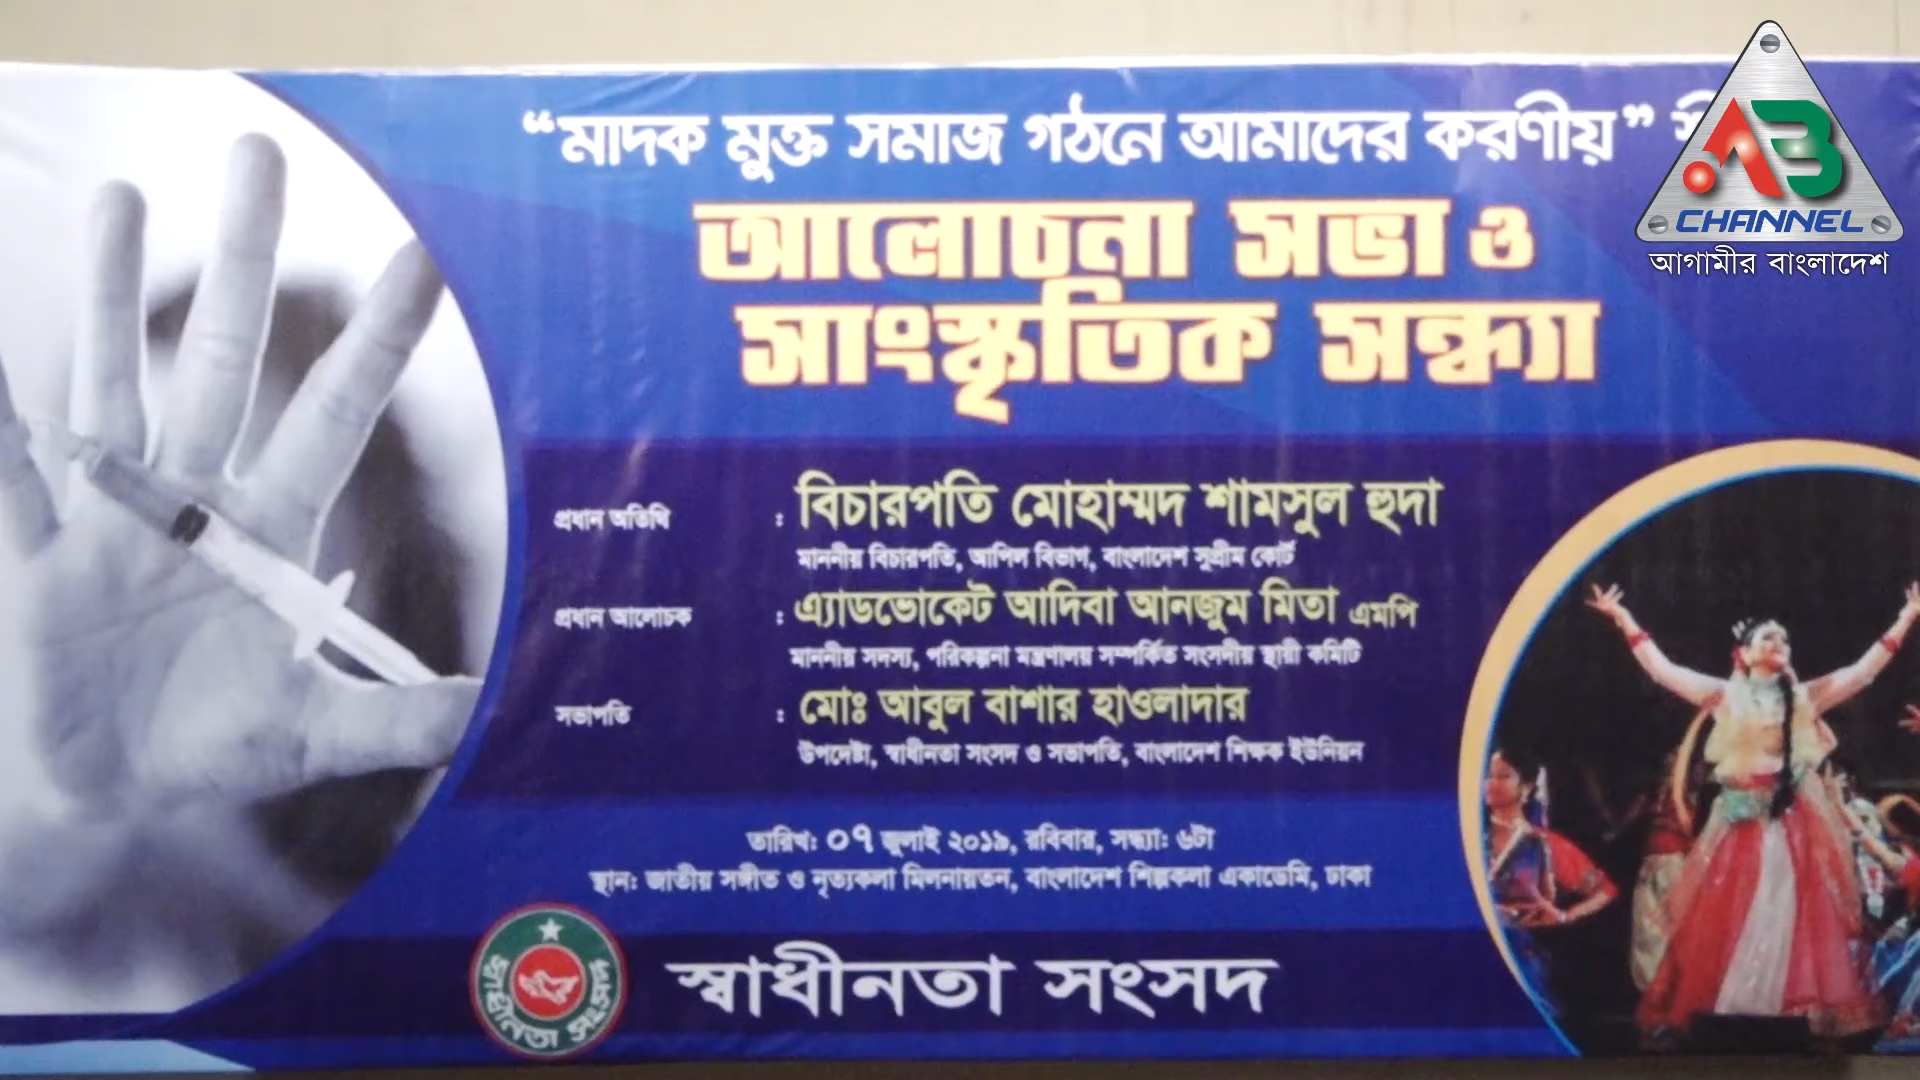 “মাদক মুক্ত সমাজ গঠনে আমাদের করণীয়”
আলোচনা সভা ও
সাংস্কৃতিক সন্ধ্যা
প্রধান অতিথি : বিচারপতি মোহাম্মদ শামসুল হুদা
মাননীয় বিচারপতি, আপিল বিভাগ, বাংলাদেশ সুপ্রীম কোর্ট
প্রধান আলোচক : এ্যাডভোকেট আদিবা আনজুম মিতা এমপি
মাননীয় সদস্য, পরিকল্পনা মন্ত্রণালয় সম্পর্কিত সংসদীয় স্থায়ী কমিটি
সভাপতি : মোঃ আবুল বাশার হাওলাদার
উপদেষ্টা, স্বাধীনতা সংসদ ও সভাপতি, বাংলাদেশ শিক্ষক ইউনিয়ন
তারিখ: ০৭ জুলাই ২০১৯, রবিবার, সন্ধ্যা: ৬টা
স্থান: জাতীয় সঙ্গীত ও নৃত্যকলা মিলনায়তন, বাংলাদেশ শিল্পকলা একাডেমি, ঢাকা
স্বাধীনতা সংসদ
স্বাধীনতা সংসদ
AB
CHANNEL
আগামীর বাংলাদেশ